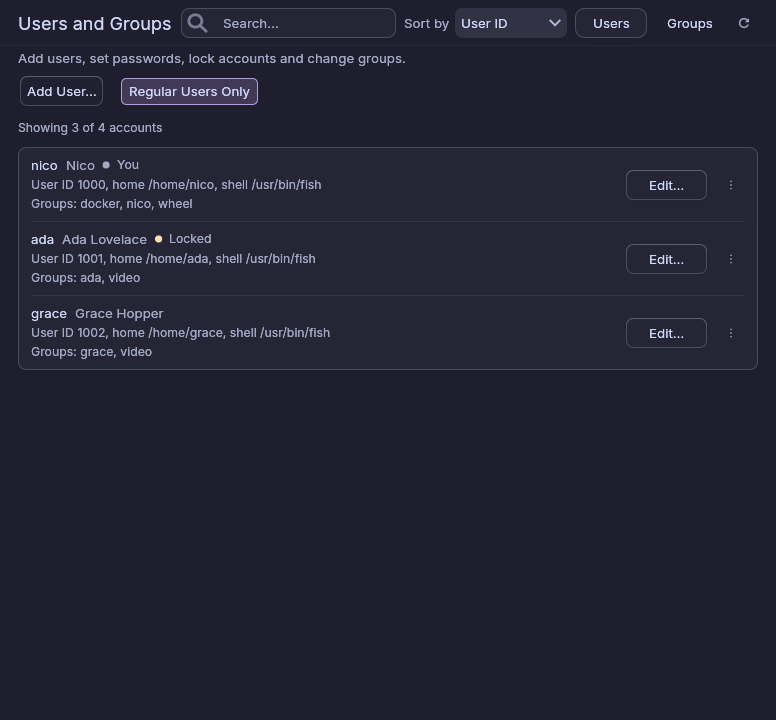 Users and Groups
Search...
Sort by
User ID
Users
Groups
Add users, set passwords, lock accounts and change groups.
Add User...
Regular Users Only
Showing 3 of 4 accounts
nico Nico You
User ID 1000, home /home/nico, shell /usr/bin/fish
Groups: docker, nico, wheel
Edit...
ada Ada Lovelace Locked
User ID 1001, home /home/ada, shell /usr/bin/fish
Groups: ada, video
Edit...
grace Grace Hopper
User ID 1002, home /home/grace, shell /usr/bin/fish
Groups: grace, video
Edit...